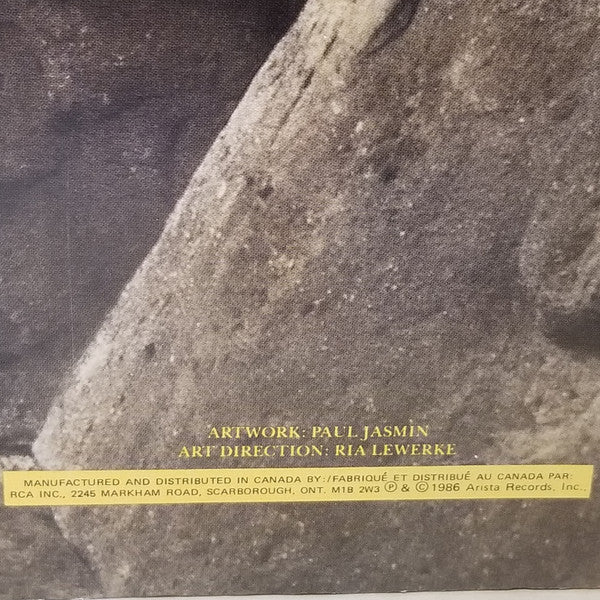 ARTWORK: PAUL JASMIN
ART DIRECTION: RIA LEWERKE
MANUFACTURED AND DISTRIBUTED IN CANADA BY:/FABRIQUÉ ET DISTRIBUÉ AU CANADA PAR:
RCA INC., 2245 MARKHAM ROAD, SCARBOROUGH, ONT. M1B 2W3 Ⓟ & © 1986 Arista Records, Inc.,